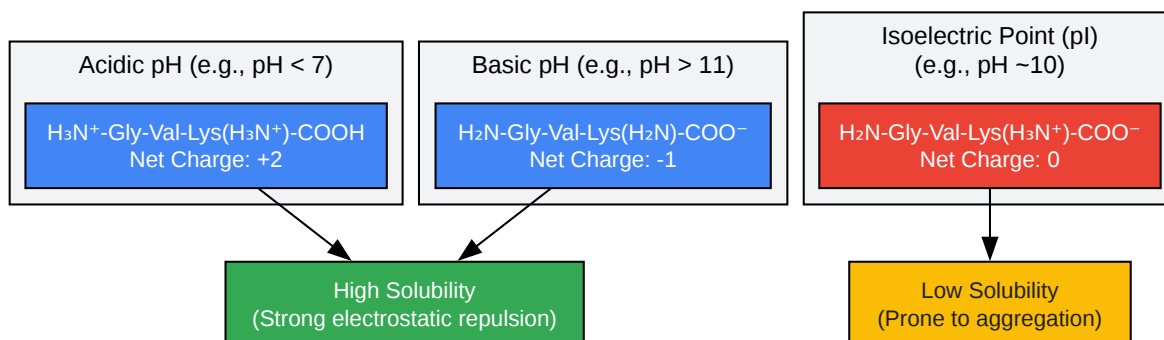 Acidic pH (e.g., pH < 7)
H₃N⁺-Gly-Val-Lys(H₃N⁺)-COOH
Net Charge: +2
Basic pH (e.g., pH > 11)
H₂N-Gly-Val-Lys(H₂N)-COO⁻
Net Charge: -1
Isoelectric Point (pI)
(e.g., pH ~10)
H₂N-Gly-Val-Lys(H₃N⁺)-COO⁻
Net Charge: 0
High Solubility
(Strong electrostatic repulsion)
Low Solubility
(Prone to aggregation)